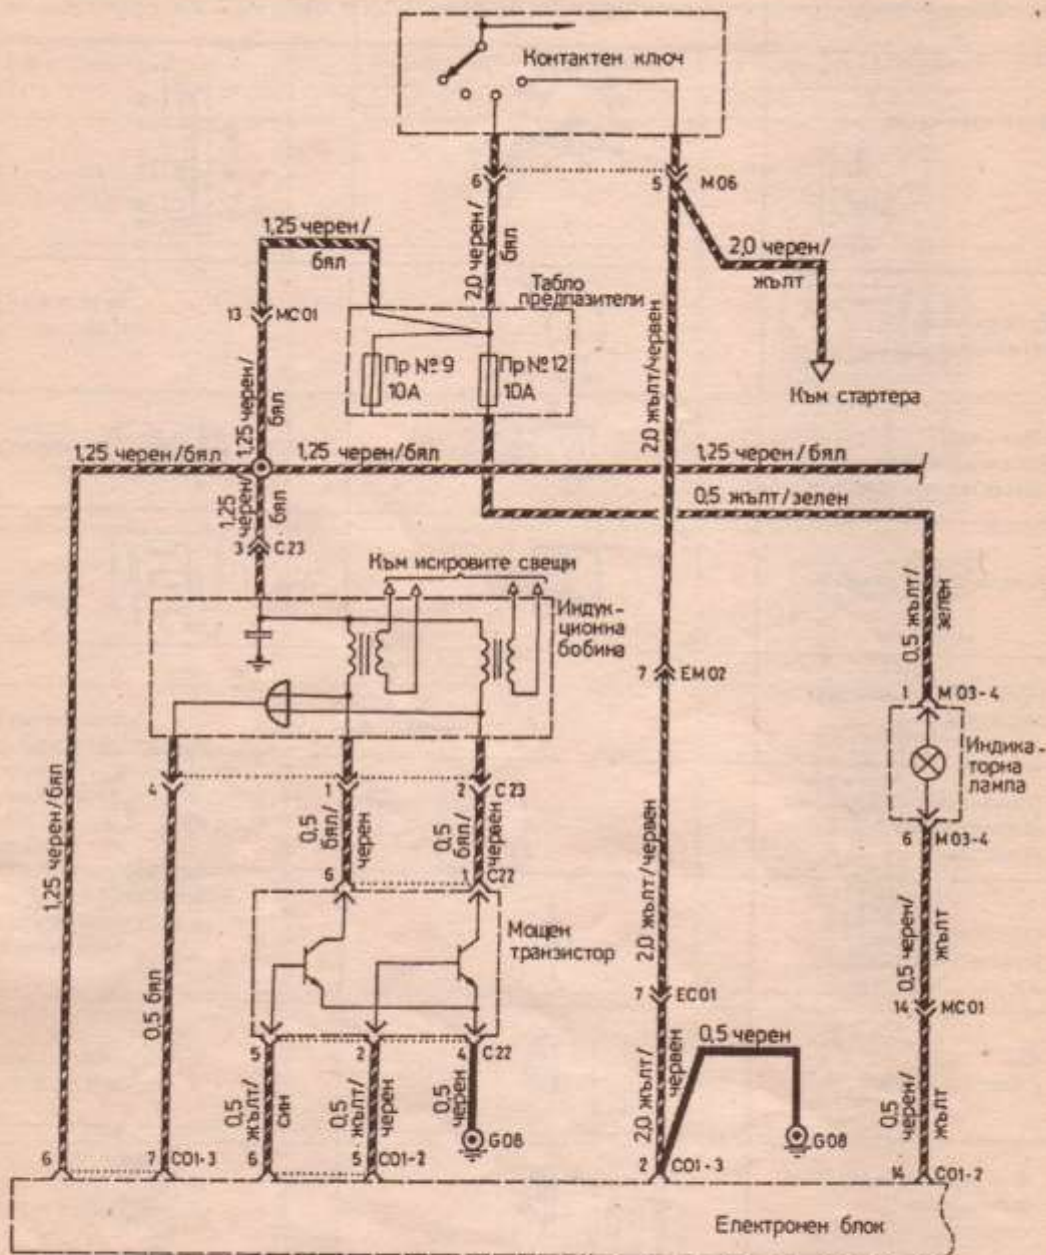 Контактен ключ
6
5
М06
2,0 черен/
бял
1,25 черен/
бял
2,0 черен/
жълт
Табло
предпазители
13
МС01
Пр №9
10А
Пр №12
10А
2,0 жълт/червен
Към стартера
1,25 черен/
бял
1,25 черен/бял
1,25 черен/бял
1,25 черен/бял
0,5 жълт/зелен
1,25
черен/
бял
3
С23
Към искровите свещи
Индук-
ционна
бобина
0,5 жълт/
зелен
7
ЕМ02
1
М03-4
Индика-
торна
лампа
4
1
2
С23
6
М03-4
1,25 черен/бял
0,5
бял/
черен
0,5
бял/
червен
2,0 жълт/червен
6
1
С22
Мощен
транзистор
0,5 черен/
жълт
0,5 бял
7
ЕС01
14
МС01
5
2
4
С22
0,5 черен
0,5
жълт/
син
0,5
жълт/
черен
0,5
черен
2,0 жълт/
червен
0,5
черен/
жълт
G08
G08
6
7
С01-3
6
5
С01-2
2
С01-3
14
С01-2
Електронен блок